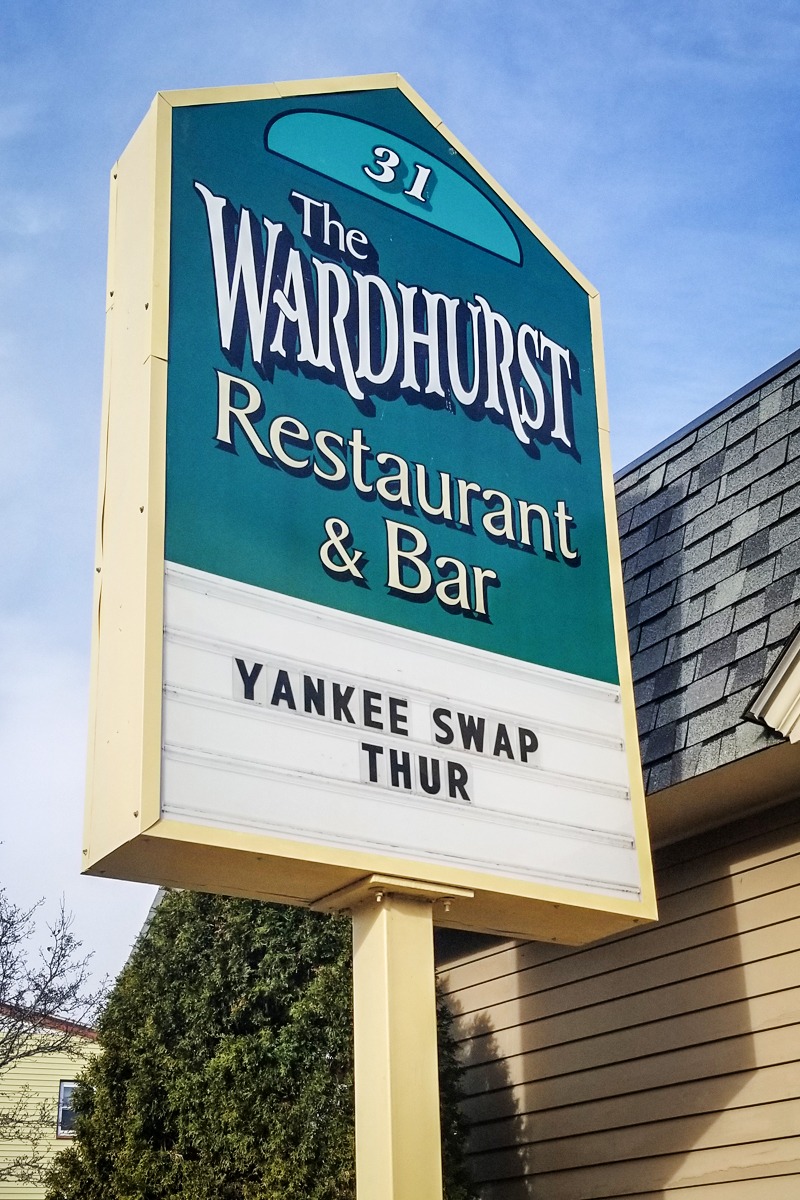 31
The
WARDHURST
Restaurant
& Bar
YANKEE SWAP
THUR